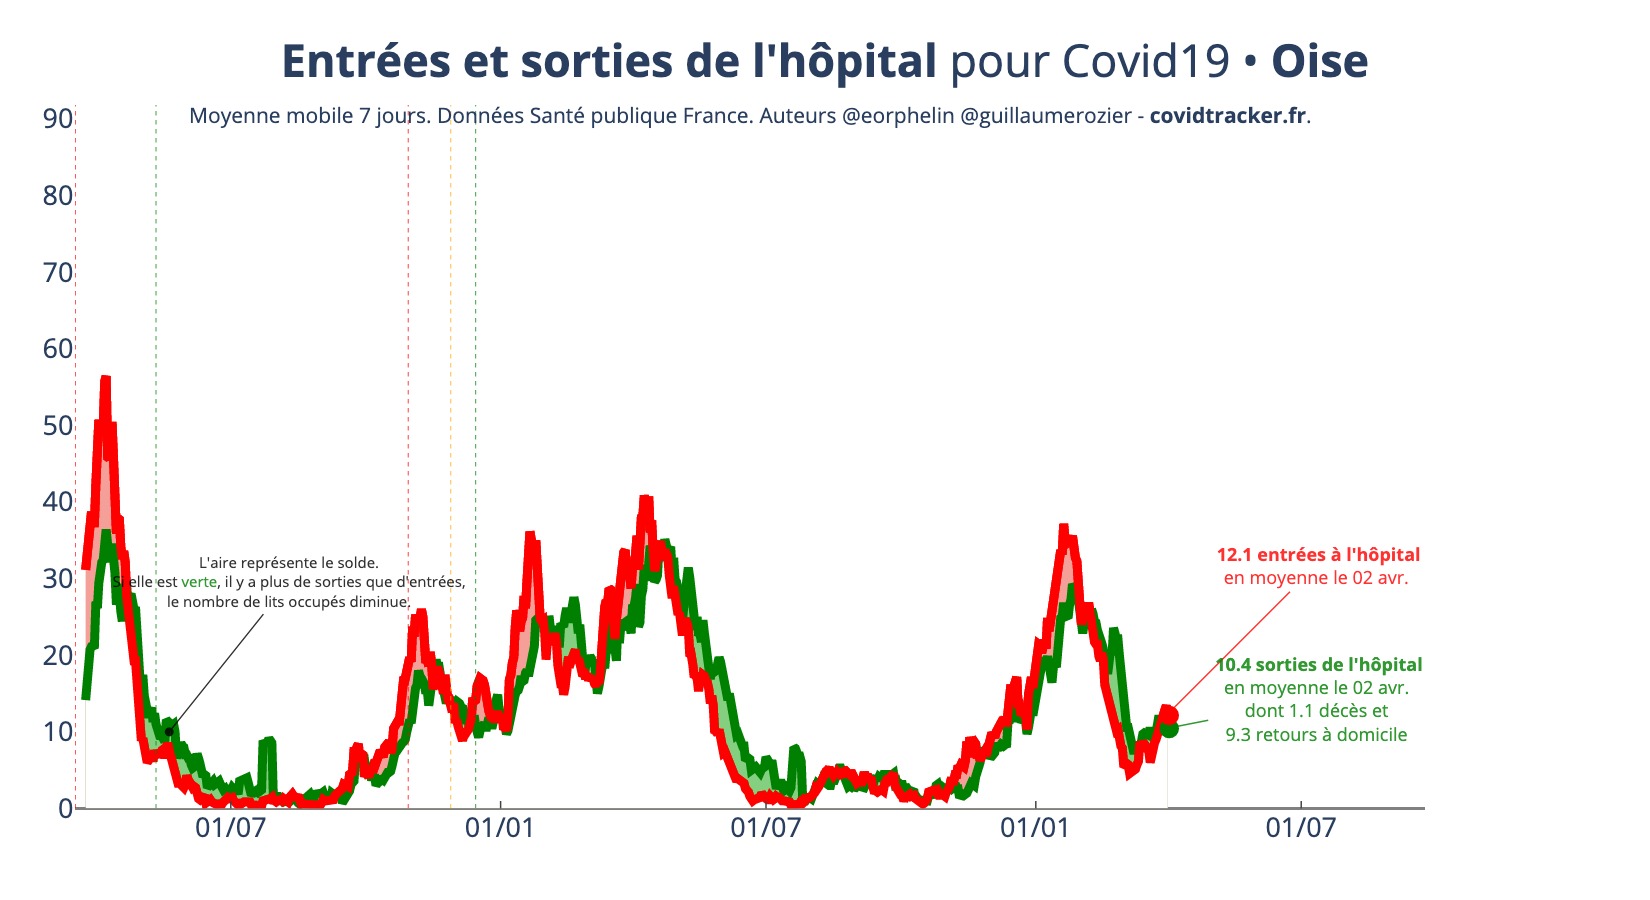 Entrées et sorties de l'hôpital pour Covid19 • Oise
Moyenne mobile 7 jours. Données Santé publique France. Auteurs @eorphelin @guillaumerozier - covidtracker.fr.
90
80
70
60
50
40
30
20
10
0
L'aire représente le solde.
Si elle est verte, il y a plus de sorties que d'entrées,
le nombre de lits occupés diminue.
12.1 entrées à l'hôpital
en moyenne le 02 avr.
10.4 sorties de l'hôpital
en moyenne le 02 avr.
dont 1.1 décès et
9.3 retours à domicile
01/07
01/01
01/07
01/01
01/07